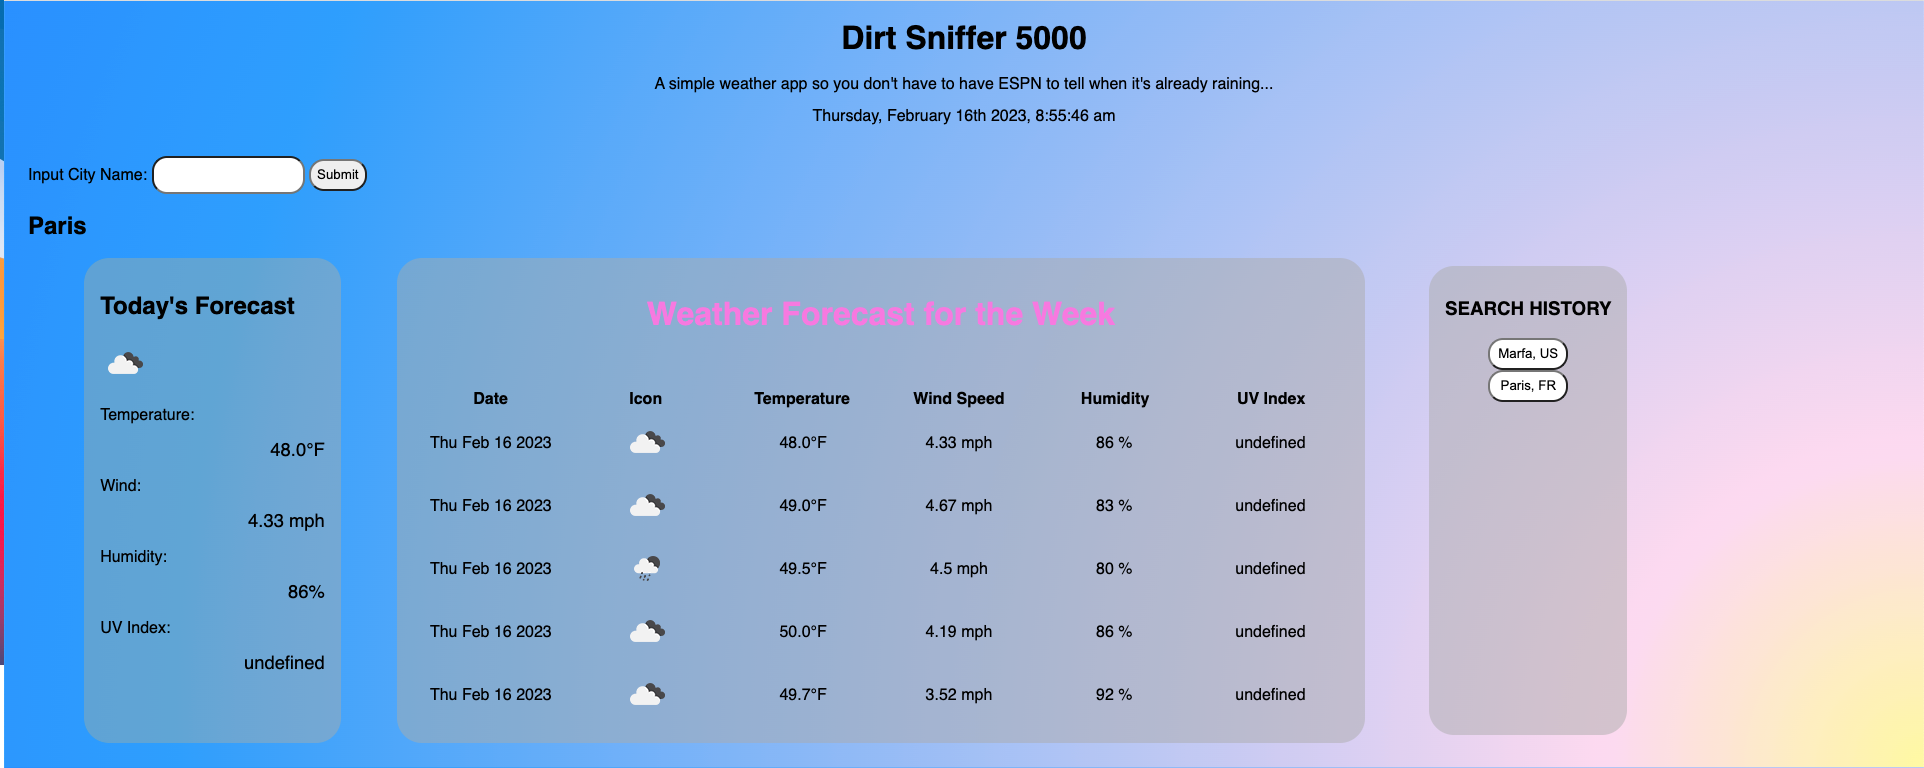 Dirt Sniffer 5000
A simple weather app so you don't have to have ESPN to tell when it's already raining...
Thursday, February 16th 2023, 8:55:46 am
Input City Name: Submit
Paris
Today's Forecast
Temperature:
48.0°F
Wind:
4.33 mph
Humidity:
86%
UV Index:
undefined
Weather Forecast for the Week
Date Icon Temperature Wind Speed Humidity UV Index
Thu Feb 16 2023 48.0°F 4.33 mph 86 % undefined
Thu Feb 16 2023 49.0°F 4.67 mph 83 % undefined
Thu Feb 16 2023 49.5°F 4.5 mph 80 % undefined
Thu Feb 16 2023 50.0°F 4.19 mph 86 % undefined
Thu Feb 16 2023 49.7°F 3.52 mph 92 % undefined
SEARCH HISTORY
Marfa, US
Paris, FR